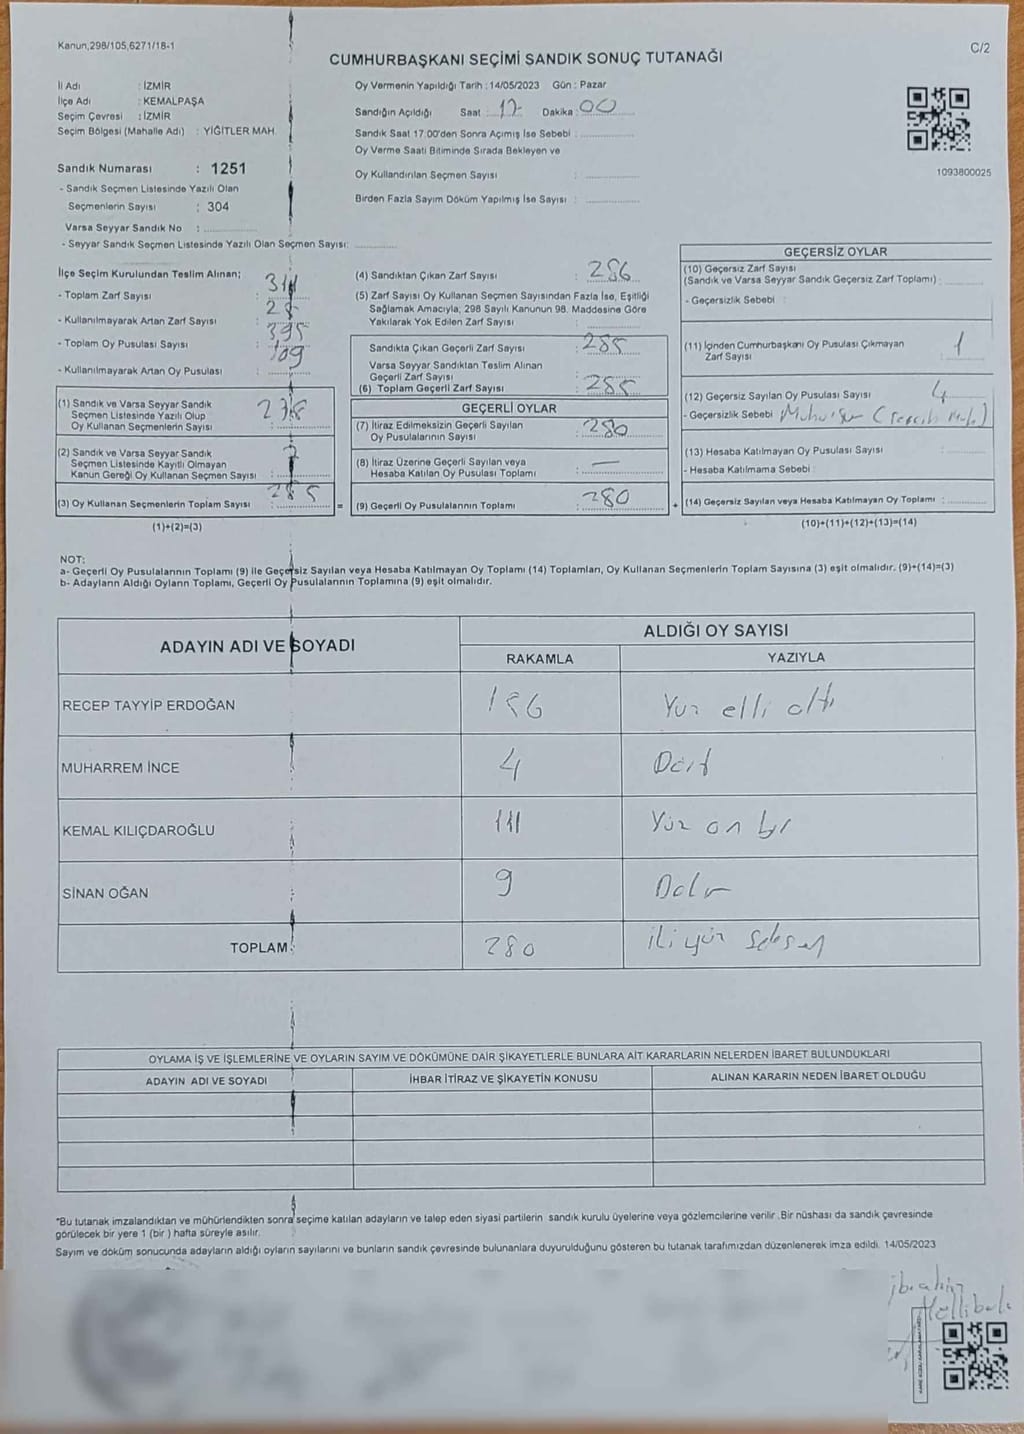 Kanun,298/105,6271/18-1
C/2
CUMHURBAŞKANI SEÇİMİ SANDIK SONUÇ TUTANAĞI
İl Adı : İZMİR
İlçe Adı : KEMALPAŞA
Seçim Çevresi : İZMİR
Seçim Bölgesi (Mahalle Adı) : YİĞİTLER MAH.
Sandık Numarası : 1251
- Sandık Seçmen Listesinde Yazılı Olan
Seçmenlerin Sayısı : 304
Varsa Seyyar Sandık No :
- Seyyar Sandık Seçmen Listesinde Yazılı Olan Seçmen Sayısı:
Oy Vermenin Yapıldığı Tarih : 14/05/2023 Gün : Pazar
Sandığın Açıldığı Saat : 17 Dakika : 00
Sandık Saat 17.00'den Sonra Açımış İse Sebebi :
Oy Verme Saati Bitiminde Sırada Bekleyen ve
Oy Kullandırılan Seçmen Sayısı :
Birden Fazla Sayım Döküm Yapılmış İse Sayısı :
1093800025
İlçe Seçim Kurulundan Teslim Alınan;
- Toplam Zarf Sayısı :
- Kullanılmayarak Artan Zarf Sayısı :
- Toplam Oy Pusulası Sayısı : 395
- Kullanılmayarak Artan Oy Pusulası : 109
(1) Sandık ve Varsa Seyyar Sandık
Seçmen Listesinde Yazılı Olup
Oy Kullanan Seçmenlerin Sayısı : 278
(2) Sandık ve Varsa Seyyar Sandık
Seçmen Listesinde Kayıtlı Olmayan
Kanun Gereği Oy Kullanan Seçmen Sayısı : 7
(3) Oy Kullanan Seçmenlerin Toplam Sayısı : 285
(1)+(2)=(3)
(4) Sandıktan Çıkan Zarf Sayısı : 286
(5) Zarf Sayısı Oy Kullanan Seçmen Sayısından Fazla İse, Eşitliği
Sağlamak Amacıyla; 298 Sayılı Kanunun 98. Maddesine Göre
Yakılarak Yok Edilen Zarf Sayısı :
Sandıkta Çıkan Geçerli Zarf Sayısı : 285
Varsa Seyyar Sandıktan Teslim Alınan
Geçerli Zarf Sayısı :
(6) Toplam Geçerli Zarf Sayısı : 285
GEÇERLİ OYLAR
(7) İtiraz Edilmeksizin Geçerli Sayılan
Oy Pusulalarının Sayısı : 280
(8) İtiraz Üzerine Geçerli Sayılan veya
Hesaba Katılan Oy Pusulası Toplamı : —
= (9) Geçerli Oy Pusulalarının Toplamı : 280
GEÇERSİZ OYLAR
(10) Geçersiz Zarf Sayısı
(Sandık ve Varsa Seyyar Sandık Geçersiz Zarf Toplamı) :
- Geçersizlik Sebebi :
(11) İçinden Cumhurbaşkanı Oy Pusulası Çıkmayan
Zarf Sayısı : 1
(12) Geçersiz Sayılan Oy Pusulası Sayısı : 4
- Geçersizlik Sebebi :
(13) Hesaba Katılmayan Oy Pusulası Sayısı :
- Hesaba Katılmama Sebebi
+ (14) Geçersiz Sayılan veya Hesaba Katılmayan Oy Toplamı :
(10)+(11)+(12)+(13)=(14)
NOT:
a- Geçerli Oy Pusulalarının Toplamı (9) ile Geçersiz Sayılan veya Hesaba Katılmayan Oy Toplamı (14) Toplamları, Oy Kullanan Seçmenlerin Toplam Sayısına (3) eşit olmalıdır. (9)+(14)=(3)
b- Adayların Aldığı Oyların Toplamı, Geçerli Oy Pusulalarının Toplamına (9) eşit olmalıdır.
ADAYIN ADI VE SOYADI ALDIĞI OY SAYISI
RAKAMLA YAZIYLA
RECEP TAYYİP ERDOĞAN 156 Yüz elli altı
MUHARREM İNCE 4 Dört
KEMAL KILIÇDAROĞLU 111 Yüz on bir
SİNAN OĞAN 9 Dokuz
TOPLAM: 280 iki yüz seksen
OYLAMA İŞ VE İŞLEMLERİNE VE OYLARIN SAYIM VE DÖKÜMÜNE DAİR ŞİKAYETLERLE BUNLARA AİT KARARLARIN NELERDEN İBARET BULUNDUKLARI
ADAYIN ADI VE SOYADI İHBAR İTİRAZ VE ŞİKAYETİN KONUSU ALINAN KARARIN NEDEN İBARET OLDUĞU
*Bu tutanak imzalandıktan ve mühürlendikten sonra seçime katılan adayların ve talep eden siyasi partilerin sandık kurulu üyelerine veya gözlemcilerine verilir. Bir nüshası da sandık çevresinde
görülecek bir yere 1 (bir ) hafta süreyle asılır.
Sayım ve döküm sonucunda adayların aldığı oyların sayılarını ve bunların sandık çevresinde bulunanlara duyurulduğunu gösteren bu tutanak tarafımızdan düzenlenerek imza edildi. 14/05/2023
ibrahim